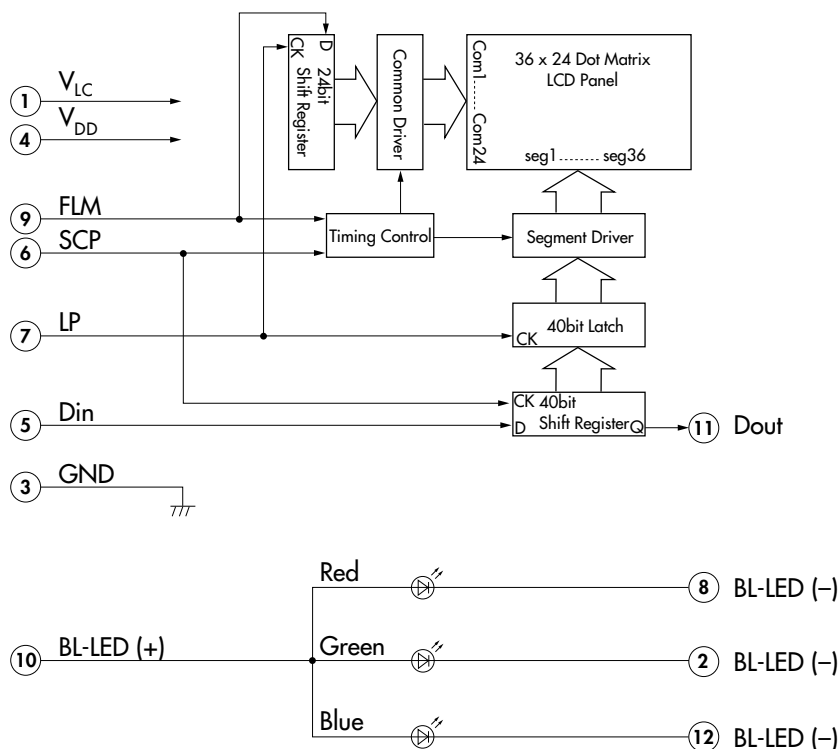 D
CK
24bit
Shift Register
Common Driver
Com1........Com24
36 x 24 Dot Matrix
LCD Panel
seg1........ seg36
1 VLC
4 VDD
9 FLM
Timing Control
Segment Driver
6 SCP
7 LP
40bit Latch
CK
CK 40bit
Shift Register Q
D
5 Din
11 Dout
3 GND
Red
8 BL-LED (–)
10 BL-LED (+)
Green
2 BL-LED (–)
Blue
12 BL-LED (–)